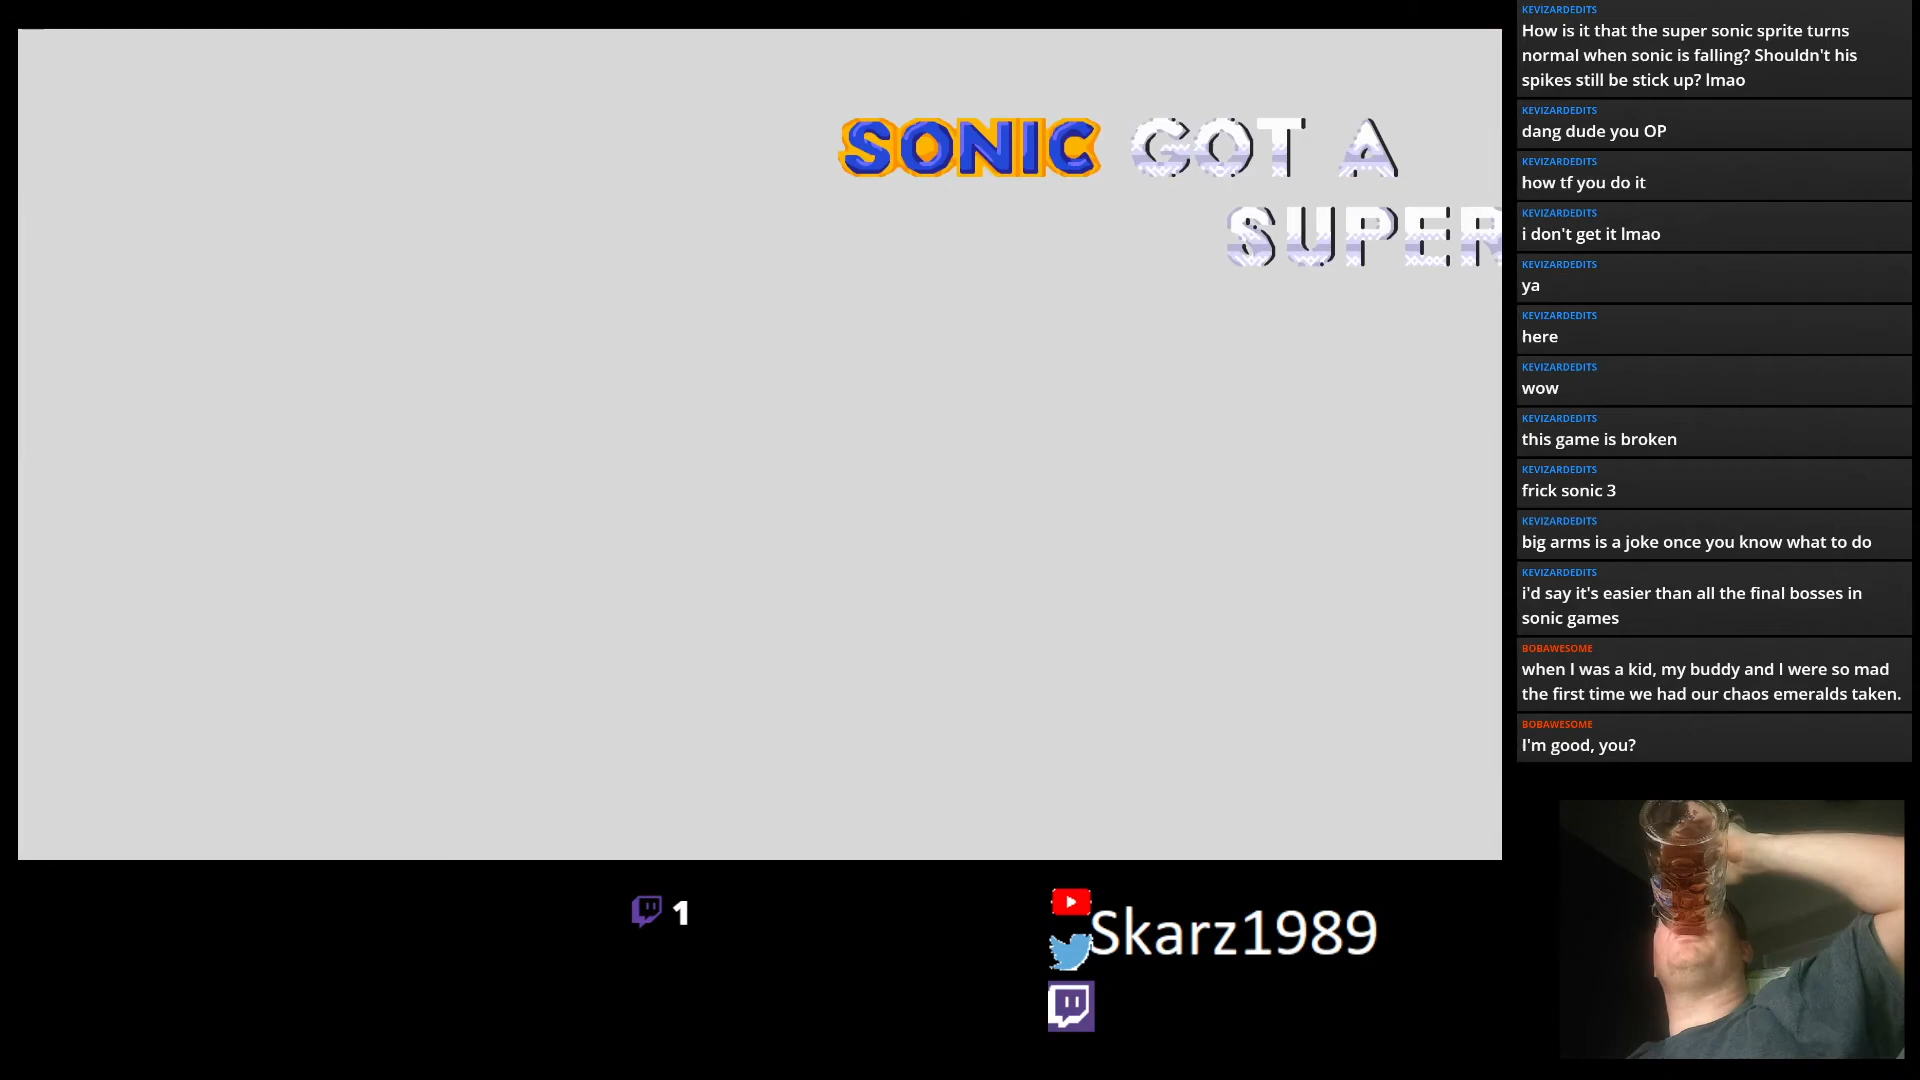 SONIC GOT A
SUPER
1
Skarz1989
KEVIZARDEDITS
How is it that the super sonic sprite turns
normal when sonic is falling? Shouldn't his
spikes still be stick up? lmao
KEVIZARDEDITS
dang dude you OP
KEVIZARDEDITS
how tf you do it
KEVIZARDEDITS
i don't get it lmao
KEVIZARDEDITS
ya
KEVIZARDEDITS
here
KEVIZARDEDITS
wow
KEVIZARDEDITS
this game is broken
KEVIZARDEDITS
frick sonic 3
KEVIZARDEDITS
big arms is a joke once you know what to do
KEVIZARDEDITS
i'd say it's easier than all the final bosses in
sonic games
BOBAWESOME
when I was a kid, my buddy and I were so mad
the first time we had our chaos emeralds taken.
BOBAWESOME
I'm good, you?